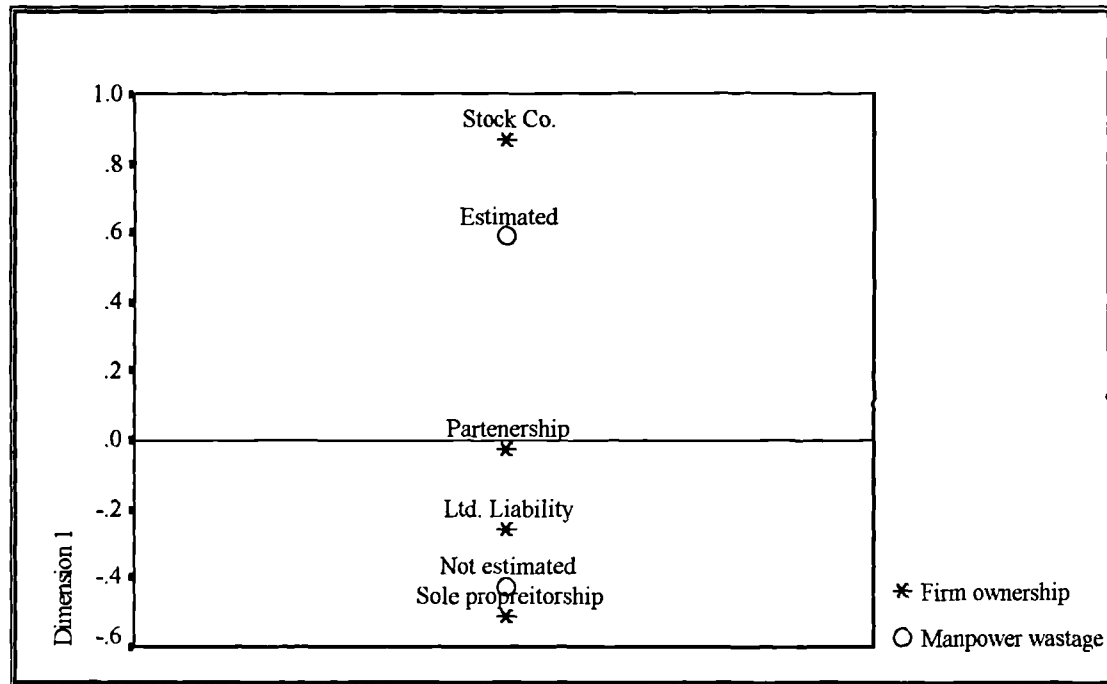 1.0
Stock Co.
.8
Estimated
.6
.4
.2
Partenership
.0
Ltd. Liability
-.2
Not estimated
-.4
Sole propreitorship
-.6
Dimension 1
Firm ownership
Manpower wastage